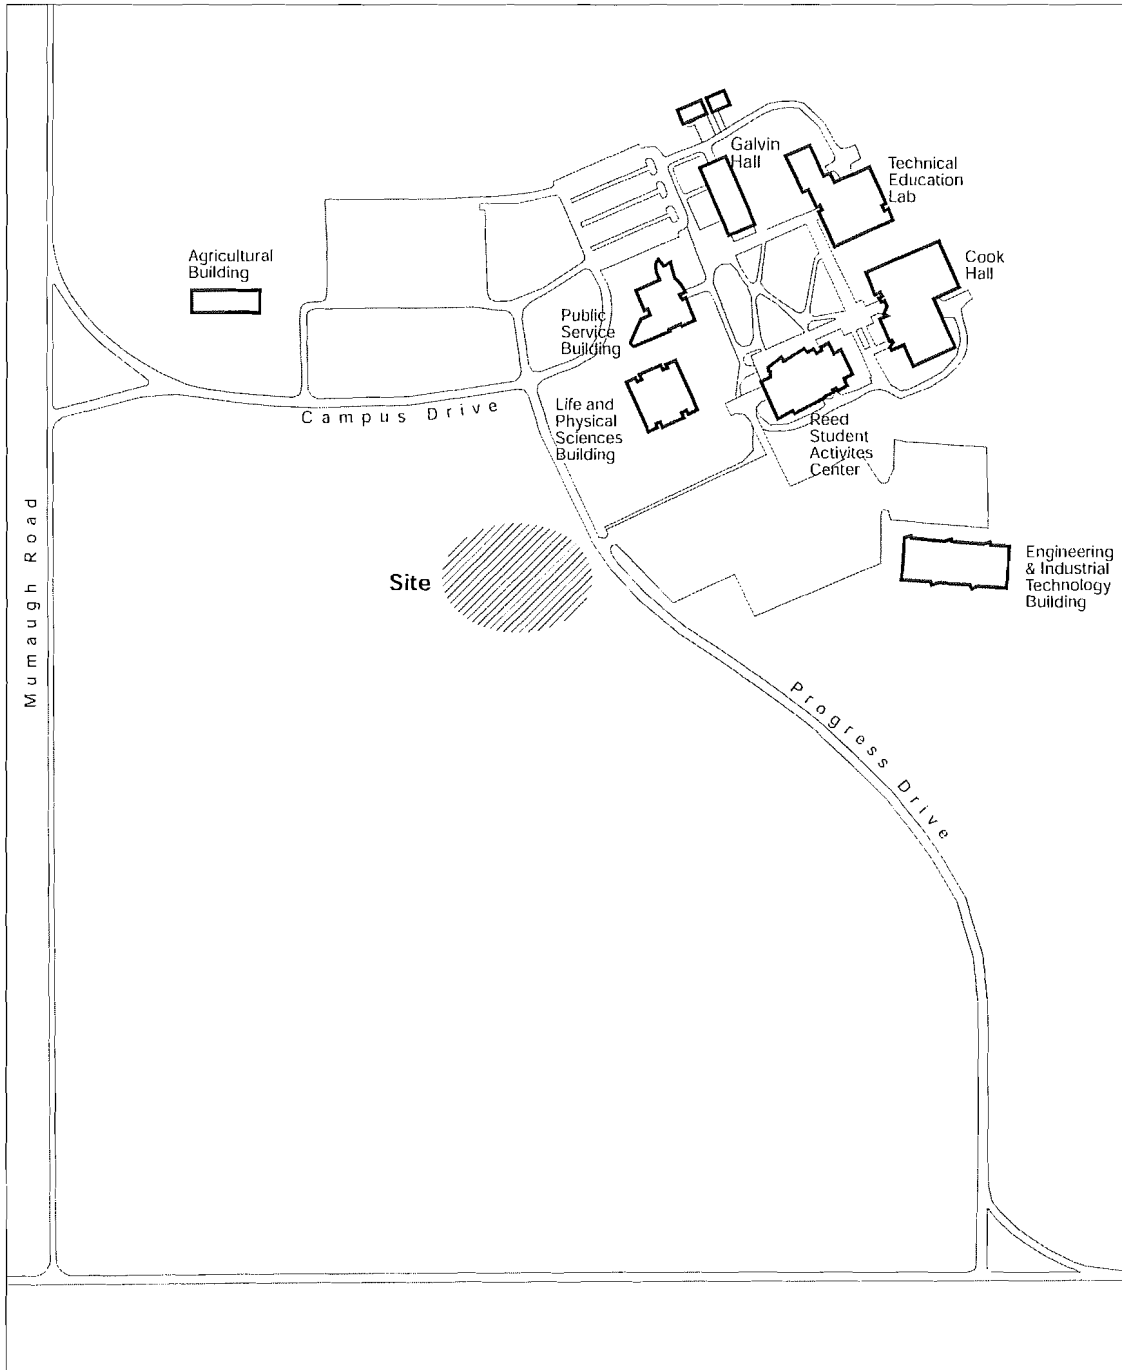 Galvin
Hall
Technical
Education
Lab
Agricultural
Building
Cook
Hall
Public
Service
Building
Campus Drive
Life and
Physical
Sciences
Building
Reed
Student
Activites
Center
Mumaugh Road
Site
Engineering
& Industrial
Technology
Building
Progress Drive